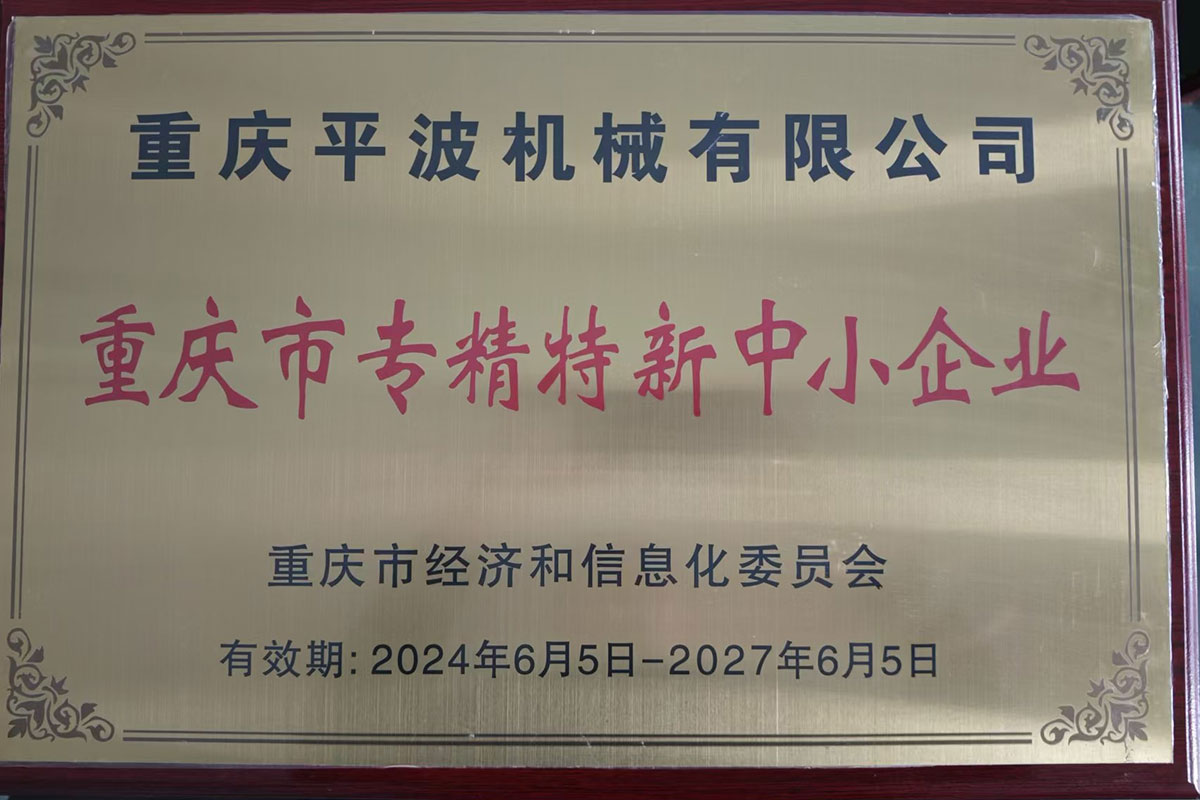 重庆平波机械有限公司
重庆市专精特新中小企业
重庆市经济和信息化委员会
有效期:2024年6月5日-2027年6月5日